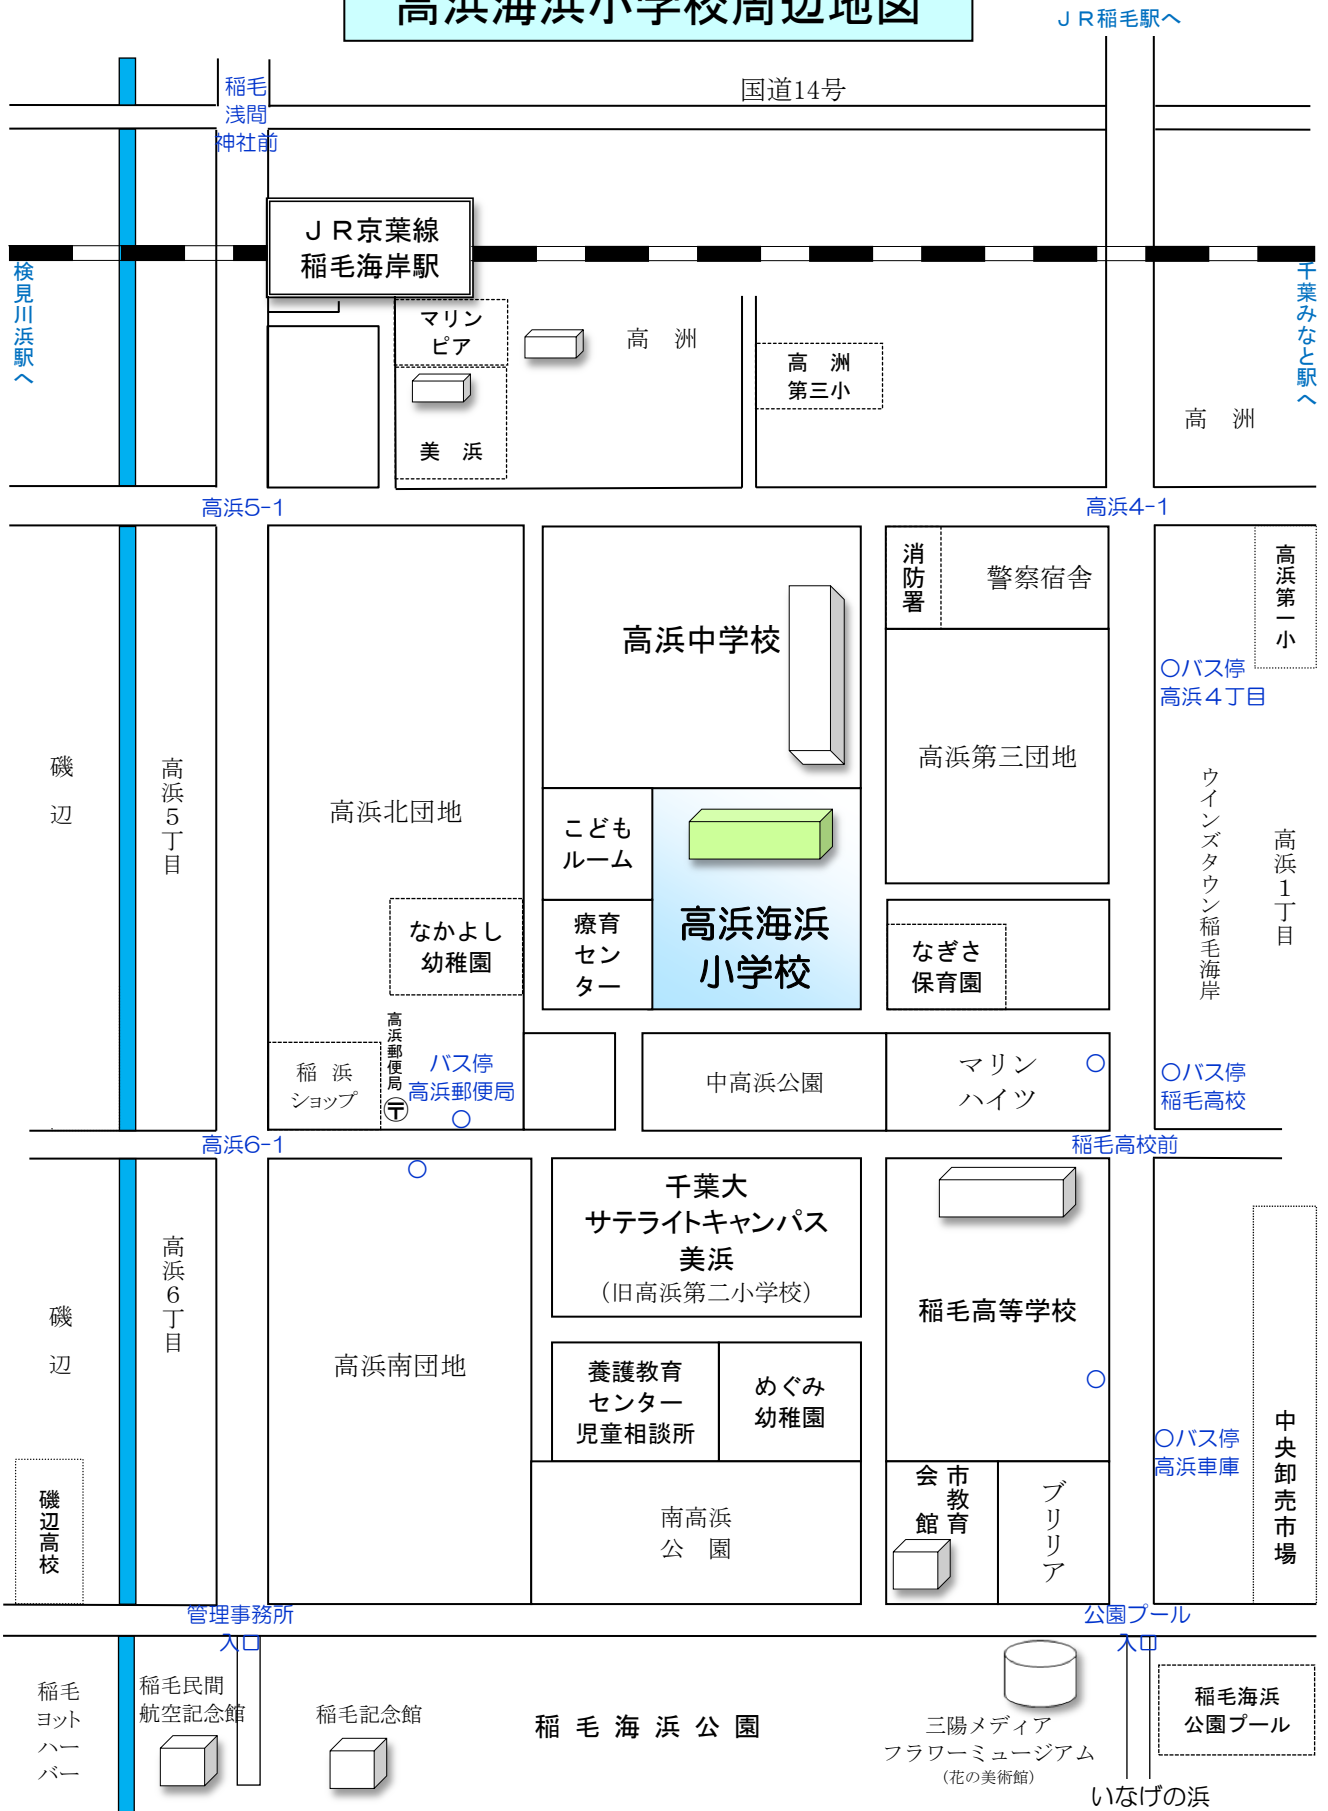 高浜海浜小学校周辺地図
ＪＲ稲毛駅へ
稲毛
浅間
神社前
国道14号
ＪＲ京葉線
稲毛海岸駅
検見川浜駅へ
千葉みなと駅へ
マリン
ピア
高　洲
高　洲
第三小
高　洲
美　浜
高浜5-1
高浜4-1
消防署
警察宿舎
高浜第一小
高浜中学校
○バス停
高浜４丁目
磯
辺
高浜５丁目
高浜北団地
高浜第三団地
ウインズタウン稲毛海岸
高浜１丁目
こども
ルーム
高浜海浜
小学校
なかよし
幼稚園
療育
セン
ター
なぎさ
保育園
稲 浜
ショップ
高浜郵便局
〒
バス停
高浜郵便局
○
中高浜公園
マリン
ハイツ
○
○バス停
稲毛高校
高浜6-1
稲毛高校前
○
千葉大
サテライトキャンパス
美浜
（旧高浜第二小学校）
高浜６丁目
磯
辺
稲毛高等学校
高浜南団地
養護教育
センター
児童相談所
めぐみ
幼稚園
○
○バス停
高浜車庫
中央卸売市場
磯辺高校
南高浜
公　園
市教育
会館
ブリリア
管理事務所
入口
公園プール
入口
稲毛
ヨット
ハー
バー
稲毛民間
航空記念館
稲毛記念館
稲毛海浜公園
三陽メディア
フラワーミュージアム
（花の美術館）
稲毛海浜
公園プール
いなげの浜